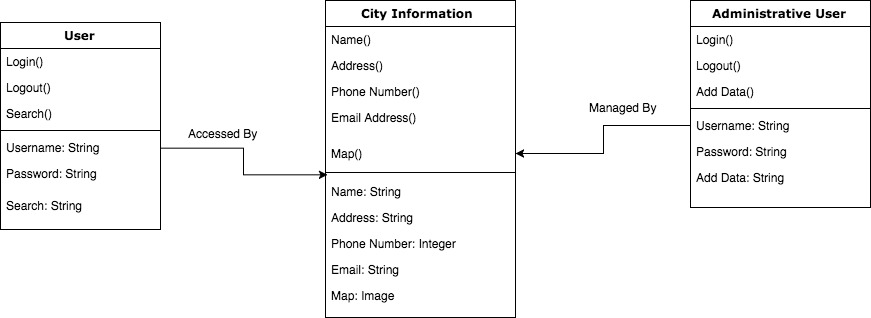 User
Login()
Logout()
Search()
Username: String
Password: String
Search: String
Accessed By
City Information
Name()
Address()
Phone Number()
Email Address()
Map()
Name: String
Address: String
Phone Number: Integer
Email: String
Map: Image
Managed By
Administrative User
Login()
Logout()
Add Data()
Username: String
Password: String
Add Data: String